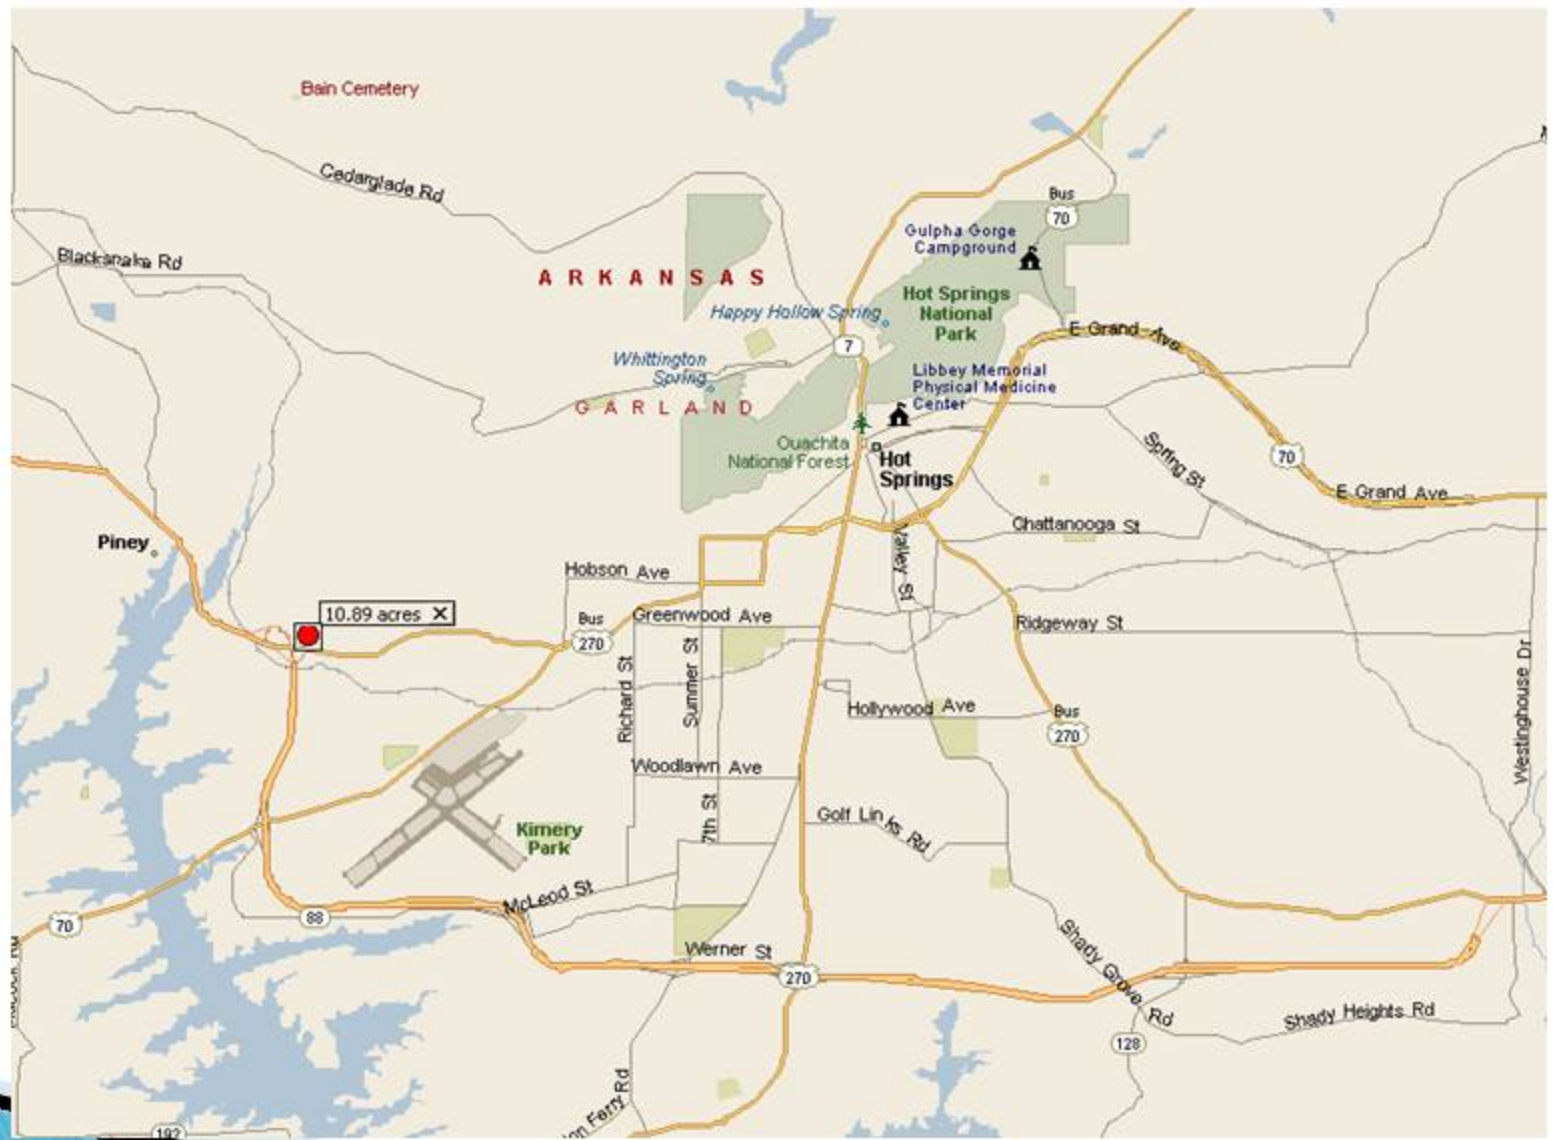 Bain Cemetery
Cedarglade Rd
Bus
70
Gulpha Gorge
Campground
Blacksnake Rd
ARKANSAS
Hot Springs
National
Park
Happy Hollow Spring
E Grand Ave
7
Whittington
Spring
Libbey Memorial
Physical Medicine
Center
GARLAND
Ouachita
National Forest
Hot
Springs
Spring St
70
E Grand Ave
Chattanooga St
Piney
Valley St
Hobson Ave
10.89 acres X
Greenwood Ave
Bus
270
Ridgeway St
Richard St
Summer St
Westinghouse Dr
Hollywood Ave
Bus
270
Woodlawn Ave
7th St
Golf Links Rd
Kimery
Park
McLeod St
88
70
Werner St
270
Shady Grove Rd
Shady Heights Rd
128
Ferry Rd
192